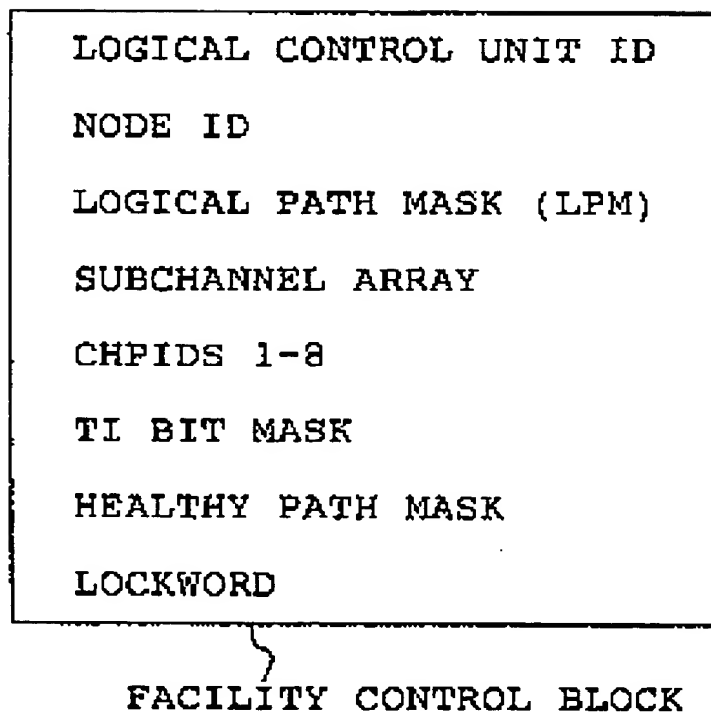 LOGICAL CONTROL UNIT ID
NODE ID
LOGICAL PATH MASK (LPM)
SUBCHANNEL ARRAY
CHPIDS 1-8
TI BIT MASK
HEALTHY PATH MASK
LOCKWORD
FACILITY CONTROL BLOCK